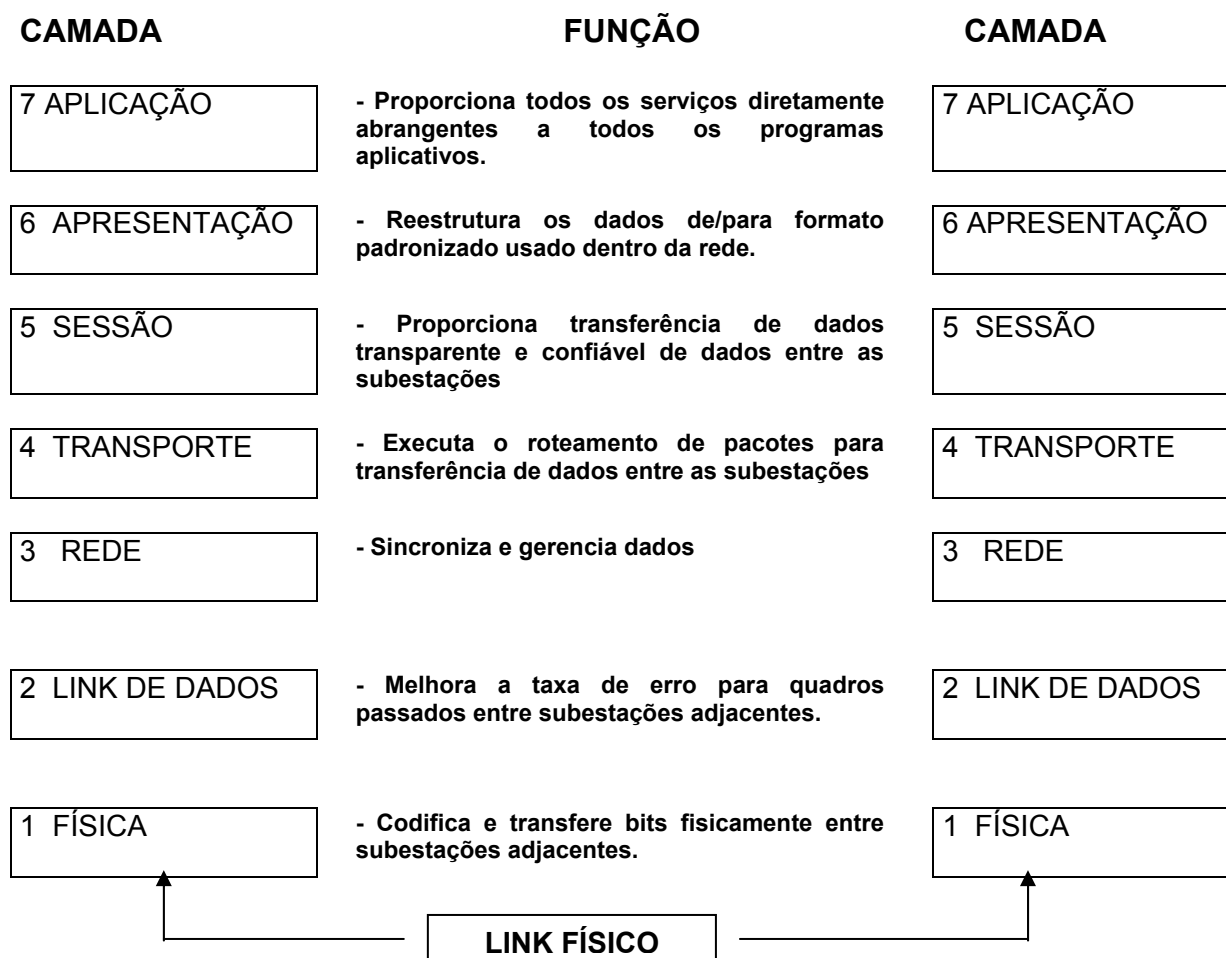 CAMADA FUNÇÃO CAMADA
7 APLICAÇÃO
- Proporciona todos os serviços diretamente
abrangentes a todos os programas
aplicativos.
7 APLICAÇÃO
6 APRESENTAÇÃO
- Reestrutura os dados de/para formato
padronizado usado dentro da rede.
6 APRESENTAÇÃO
5 SESSÃO
- Proporciona transferência de dados
transparente e confiável de dados entre as
subestações
5 SESSÃO
4 TRANSPORTE
- Executa o roteamento de pacotes para
transferência de dados entre as subestações
4 TRANSPORTE
3 REDE
- Sincroniza e gerencia dados
3 REDE
2 LINK DE DADOS
- Melhora a taxa de erro para quadros
passados entre subestações adjacentes.
2 LINK DE DADOS
1 FÍSICA
- Codifica e transfere bits fisicamente entre
subestações adjacentes.
1 FÍSICA
LINK FÍSICO